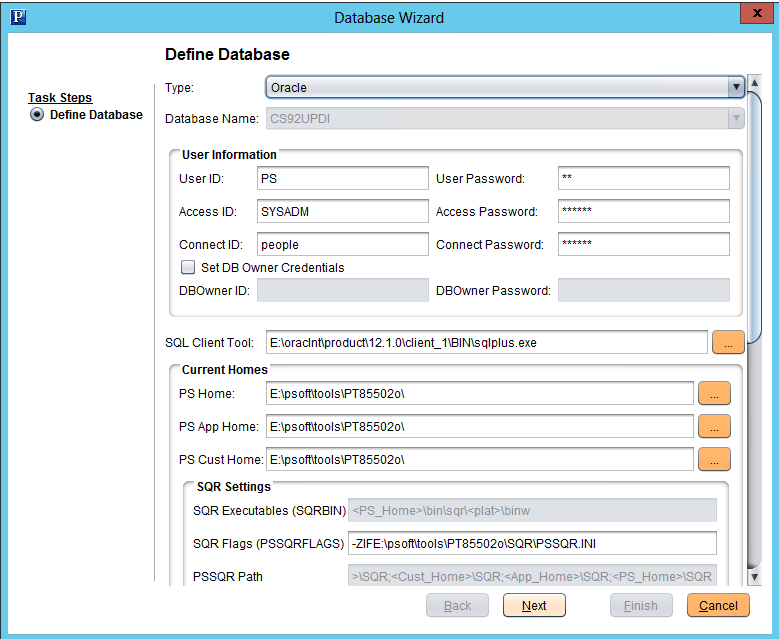 P
Database Wizard
x
Define Database
Task Steps
Define Database
Type: Oracle
Database Name: CS92UPDI
User Information
User ID: PS User Password: **
Access ID: SYSADM Access Password: ******
Connect ID: people Connect Password: ******
Set DB Owner Credentials
DBOwner ID: DBOwner Password:
SQL Client Tool: E:\oraclnt\product\12.1.0\client_1\BIN\sqlplus.exe ...
Current Homes
PS Home: E:\psoft\tools\PT85502o\ ...
PS App Home: E:\psoft\tools\PT85502o\ ...
PS Cust Home: E:\psoft\tools\PT85502o\ ...
SQR Settings
SQR Executables (SQRBIN) <PS_Home>\bin\sqr\<plat>\binw
SQR Flags (PSSQRFLAGS) -ZIFE:\psoft\tools\PT85502o\SQR\PSSQR.INI
PSSQR Path >\SQR;<Cust_Home>\SQR;<App_Home>\SQR;<PS_Home>\SQR
Back Next Finish Cancel